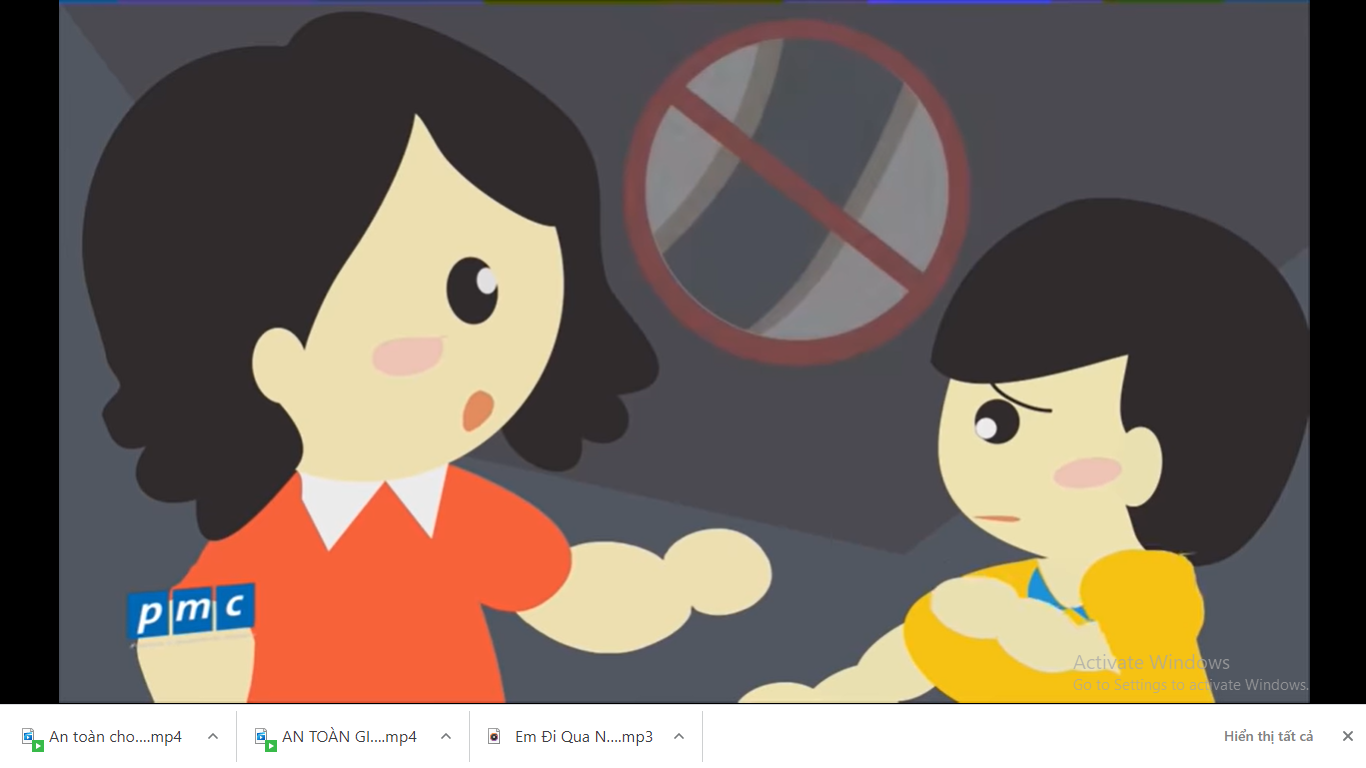 pmc
Activate Windows
Go to Settings to activate Windows.
An toàn cho....mp4
AN TOÀN GI....mp4
Em Đi Qua N....mp3
Hiển thị tất cả